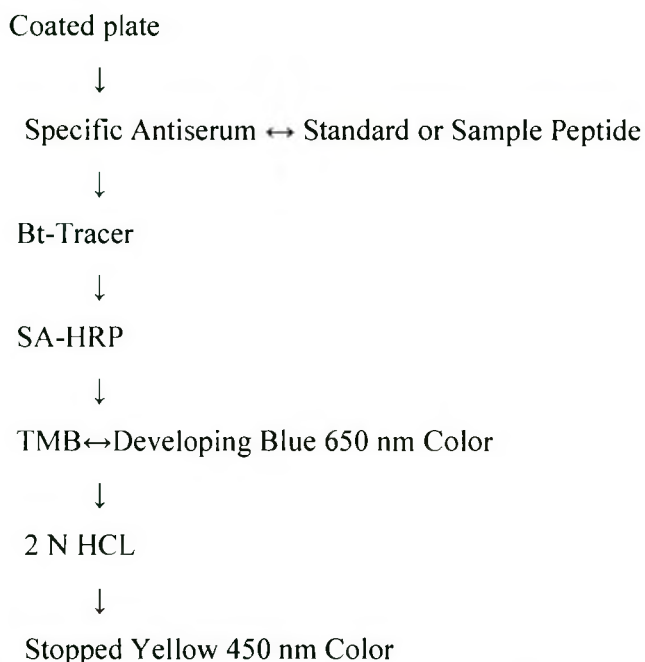 Coated plate
↓
Specific Antiserum ↔ Standard or Sample Peptide
↓
Bt-Tracer
↓
SA-HRP
↓
TMB↔Developing Blue 650 nm Color
↓
2 N HCL
↓
Stopped Yellow 450 nm Color